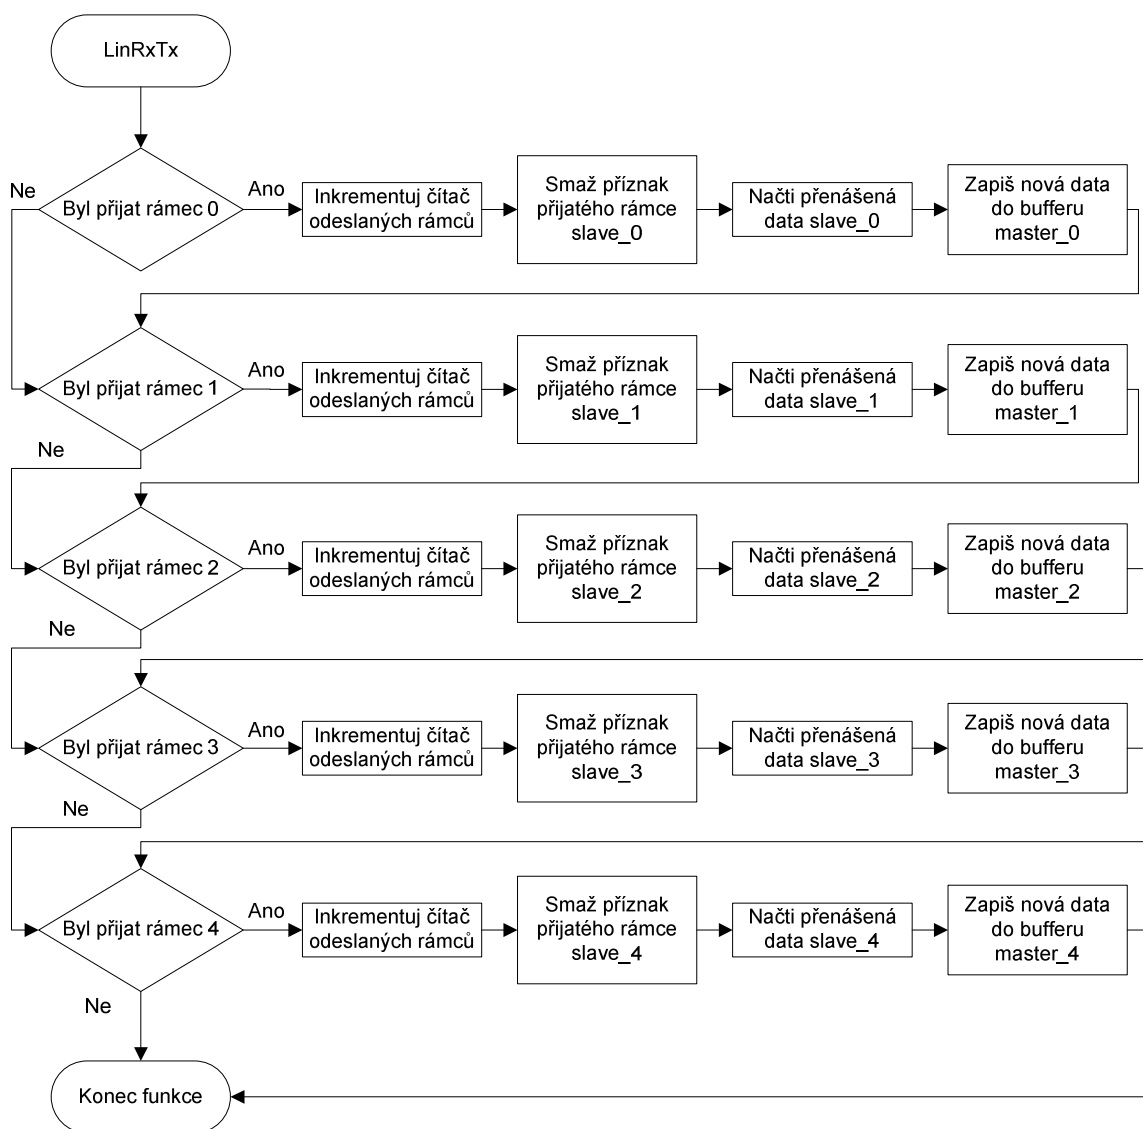 LinRxTx
Ne
Byl přijat rámec 0
Ano
Inkrementuj čítač
odeslaných rámců
Smaž příznak
přijatého rámce
slave_0
Načti přenášená
data slave_0
Zapiš nová data
do bufferu
master_0
Byl přijat rámec 1
Ano
Inkrementuj čítač
odeslaných rámců
Smaž příznak
přijatého rámce
slave_1
Načti přenášená
data slave_1
Zapiš nová data
do bufferu
master_1
Ne
Byl přijat rámec 2
Ano
Inkrementuj čítač
odeslaných rámců
Smaž příznak
přijatého rámce
slave_2
Načti přenášená
data slave_2
Zapiš nová data
do bufferu
master_2
Ne
Byl přijat rámec 3
Ano
Inkrementuj čítač
odeslaných rámců
Smaž příznak
přijatého rámce
slave_3
Načti přenášená
data slave_3
Zapiš nová data
do bufferu
master_3
Ne
Byl přijat rámec 4
Ano
Inkrementuj čítač
odeslaných rámců
Smaž příznak
přijatého rámce
slave_4
Načti přenášená
data slave_4
Zapiš nová data
do bufferu
master_4
Ne
Konec funkce